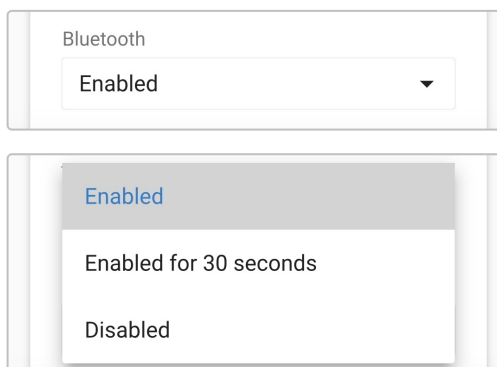 Bluetooth
Enabled
Enabled
Enabled for 30 seconds
Disabled